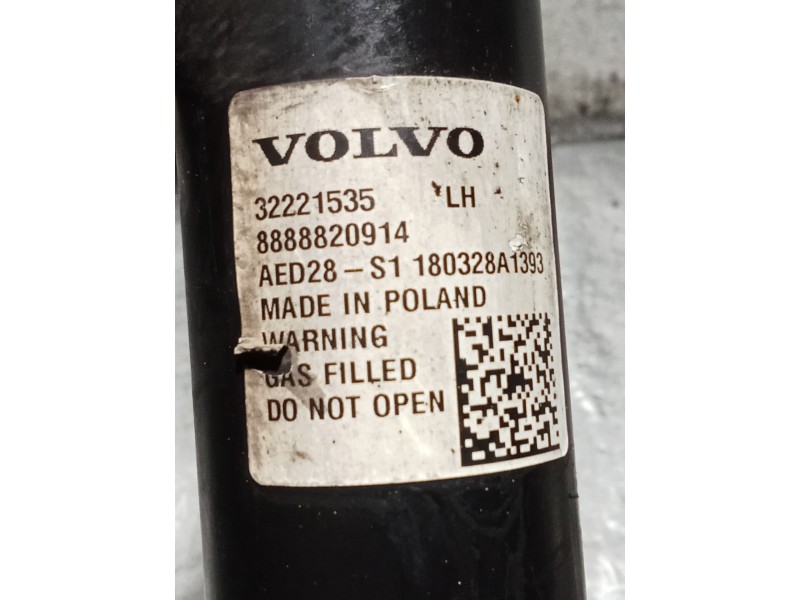 VOLVO
32221535 LH
8888820914
AED28-S1 180328A1393
MADE IN POLAND
WARNING
GAS FILLED
DO NOT OPEN